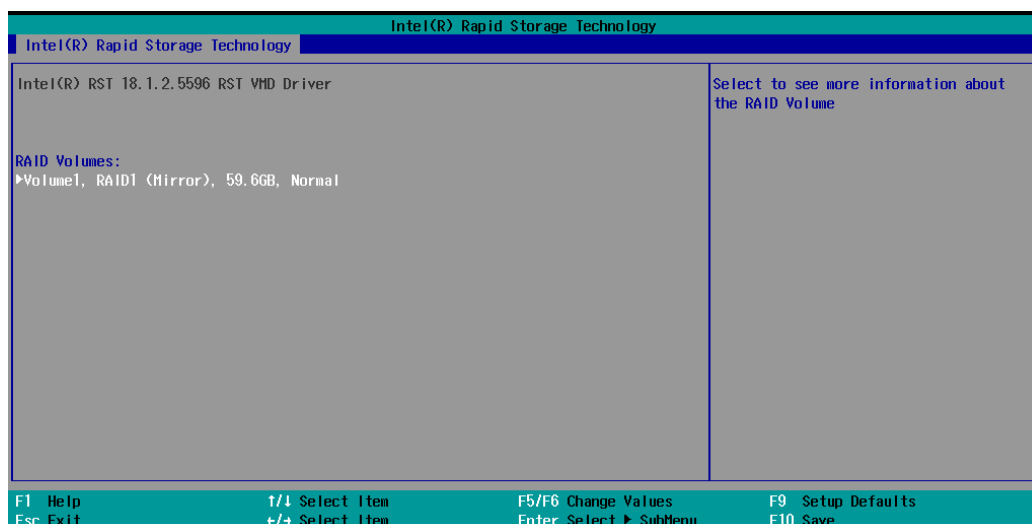 Intel(R) Rapid Storage Technology
Intel(R) Rapid Storage Technology
Intel(R) RST 18.1.2.5596 RST VMD Driver
Select to see more information about
the RAID Volume
RAID Volumes:
▶Volume1, RAID1 (Mirror), 59.6GB, Normal
F1 Help ↑/↓ Select Item F5/F6 Change Values F9 Setup Defaults
Esc Exit ←/→ Select Item Enter Select ▶ SubMenu F10 Save